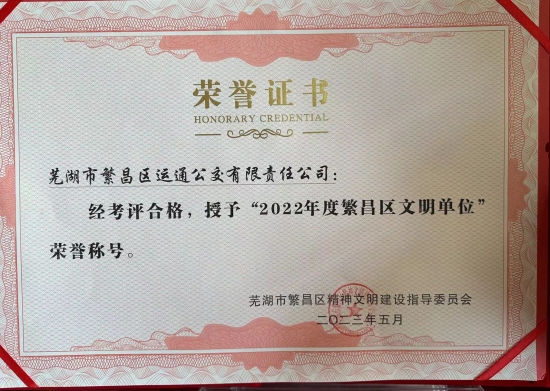 荣誉证书
HONORARY CREDENTIAL
芜湖市繁昌区运通公交有限责任公司：
经考评合格，授予“2022年度繁昌区文明单位”
荣誉称号。
芜湖市繁昌区精神文明建设指导委员会
二〇二三年五月